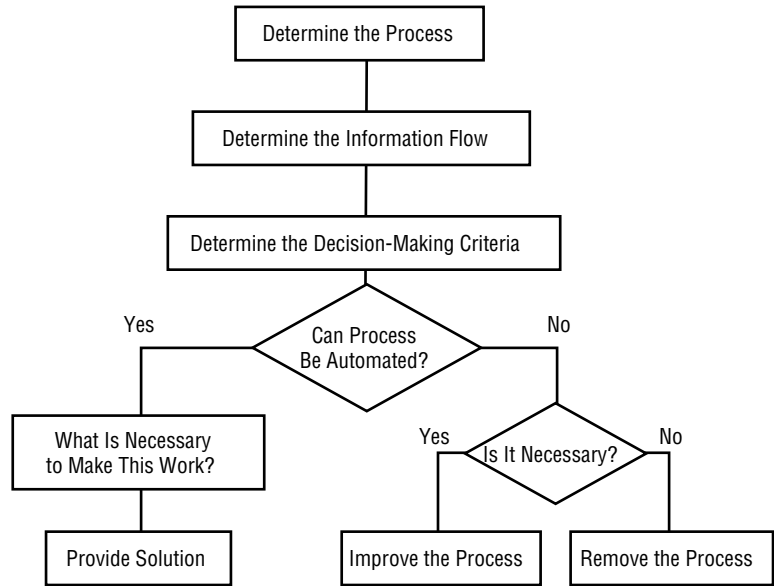 Determine the Process
Determine the Information Flow
Determine the Decision-Making Criteria
Yes
No
Can Process
Be Automated?
What Is Necessary
to Make This Work?
Yes
No
Is It Necessary?
Provide Solution
Improve the Process
Remove the Process